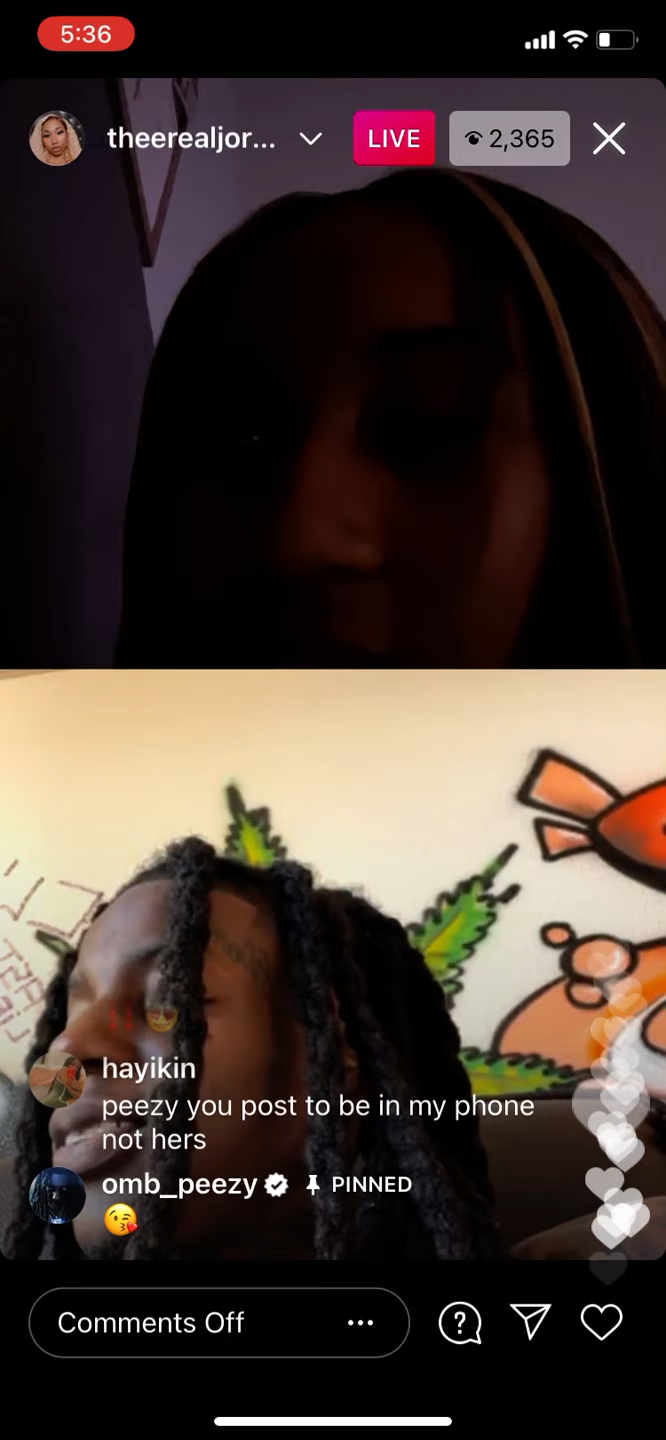 5:36
theerealjor...
LIVE
2,365
hayikin
peezy you post to be in my phone
not hers
omb_peezy PINNED
Comments Off